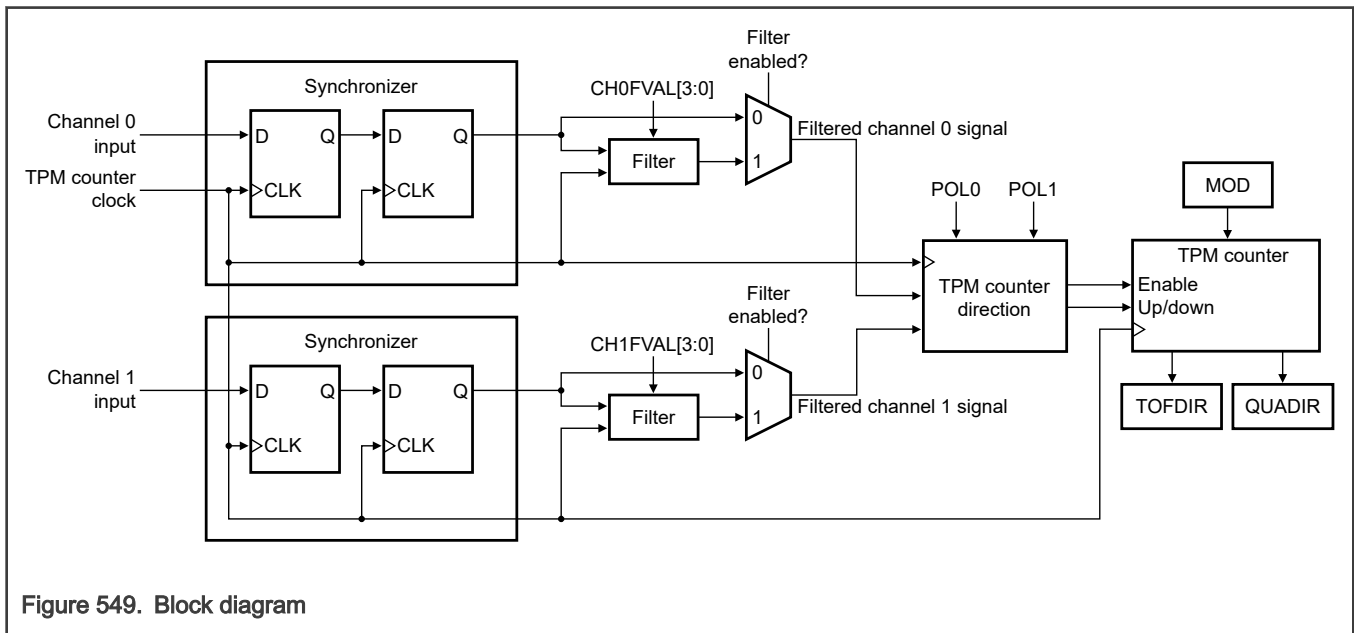 Filter
enabled?
Synchronizer
CH0FVAL[3:0]
Channel 0
input
D Q D Q
0
Filtered channel 0 signal
Filter
1
TPM counter
clock
CLK CLK
POL0 POL1
MOD
TPM counter
direction
TPM counter
Enable
Up/down
TOFDIR QUADIR
Filter
enabled?
Synchronizer
CH1FVAL[3:0]
Channel 1
input
D Q D Q
0
Filtered channel 1 signal
Filter
1
CLK CLK
Figure 549. Block diagram